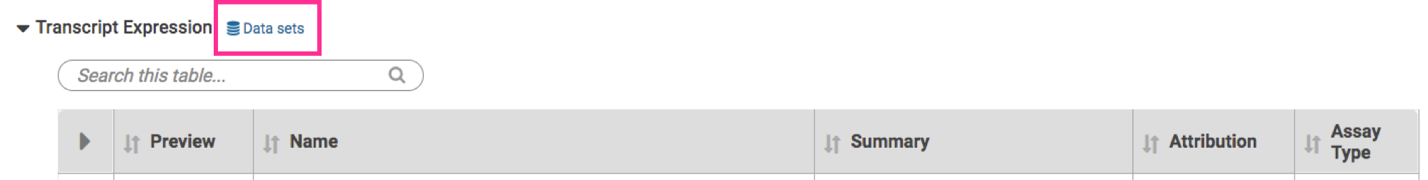 Transcript Expression Data sets
Search this table...
Preview Name Summary Attribution Assay Type